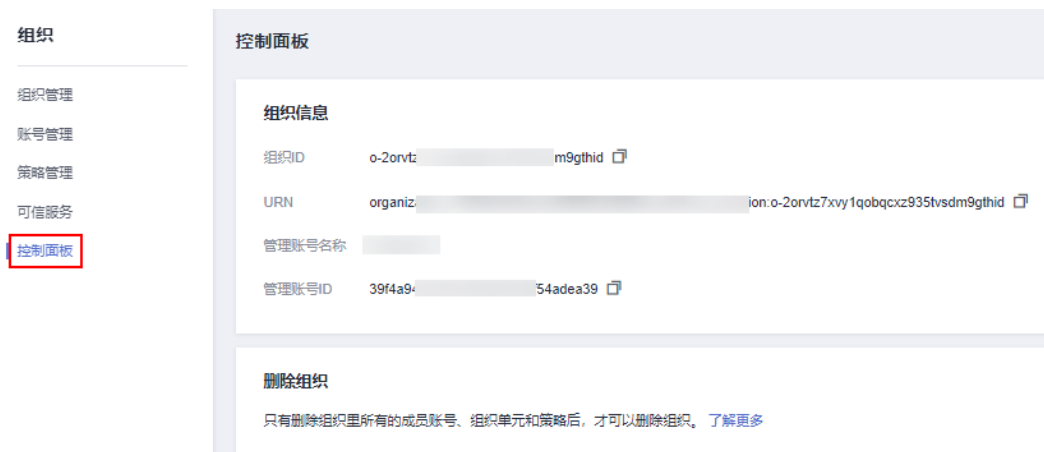 组织
组织管理
账号管理
策略管理
可信服务
控制面板
控制面板
组织信息
组织ID o-2orvtz m9gthid
URN organiz ion:o-2orvtz7xvy1qobqcxz935tvsdm9gthid
管理账号名称
管理账号ID 39f4a94 f54adea39
删除组织
只有删除组织里所有的成员账号、组织单元和策略后，才可以删除组织。 了解更多